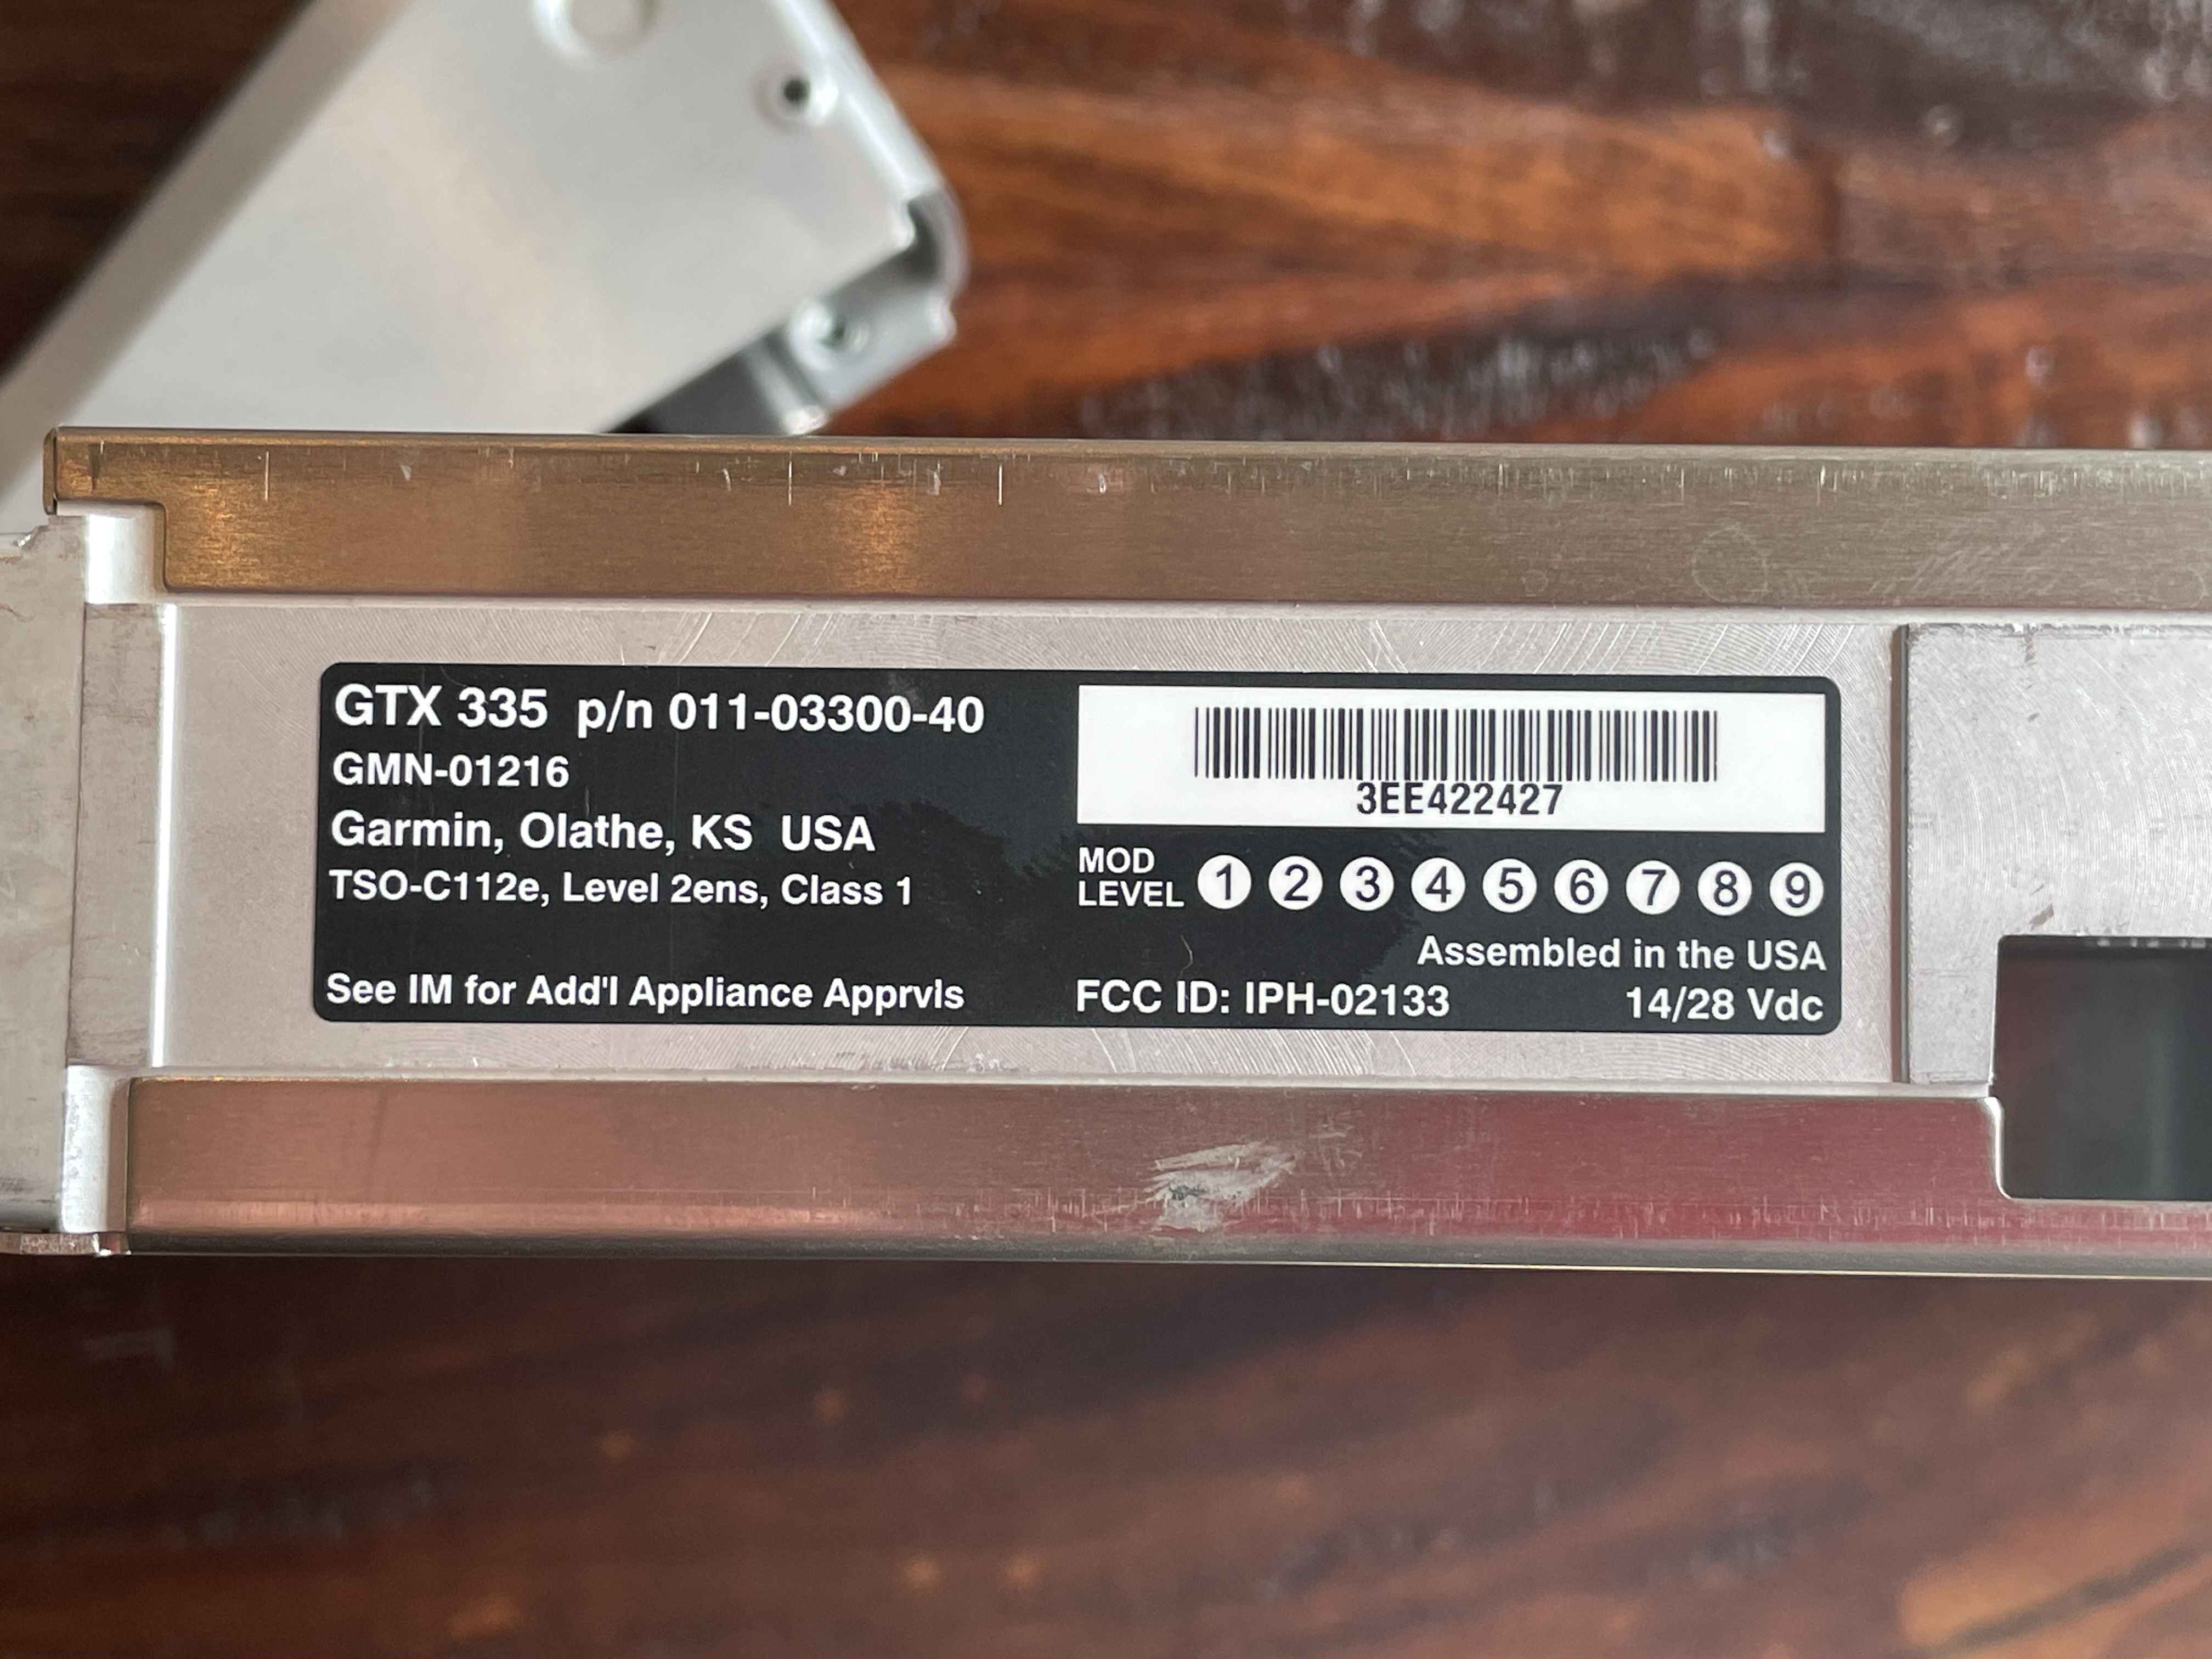 GTX 335 p/n 011-03300-40
GMN-01216
Garmin, Olathe, KS USA
TSO-C112e, Level 2ens, Class 1
See IM for Add'l Appliance Apprvls
3EE422427
MOD
LEVEL 1 2 3 4 5 6 7 8 9
Assembled in the USA
FCC ID: IPH-02133 14/28 Vdc